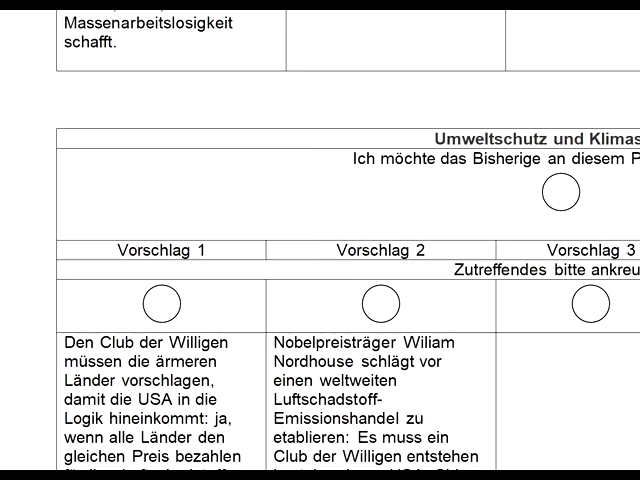 Massenarbeitslosigkeit
schafft.
Umweltschutz und Klimas
Ich möchte das Bisherige an diesem P
Vorschlag 1
Vorschlag 2
Vorschlag 3
Zutreffendes bitte ankreu
Den Club der Willigen
müssen die ärmeren
Länder vorschlagen,
damit die USA in die
Logik hineinkommt: ja,
wenn alle Länder den
gleichen Preis bezahlen
Nobelpreisträger Wiliam
Nordhouse schlägt vor
einen weltweiten
Luftschadstoff-
Emissionshandel zu
etablieren: Es muss ein
Club der Willigen entstehen